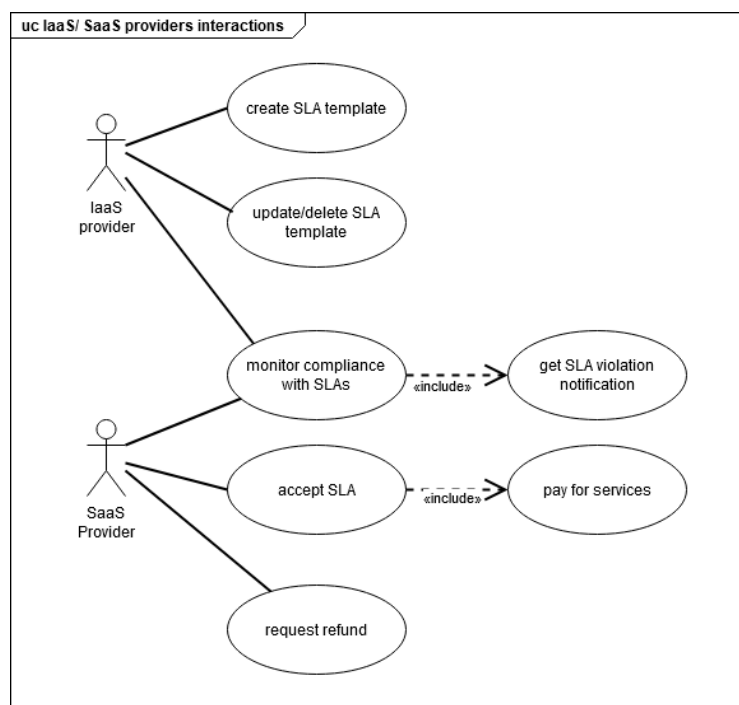 uc IaaS/ SaaS providers interactions
create SLA template
IaaS
provider
update/delete SLA
template
monitor compliance
with SLAs
«include»
get SLA violation
notification
SaaS
Provider
accept SLA
«include»
pay for services
request refund